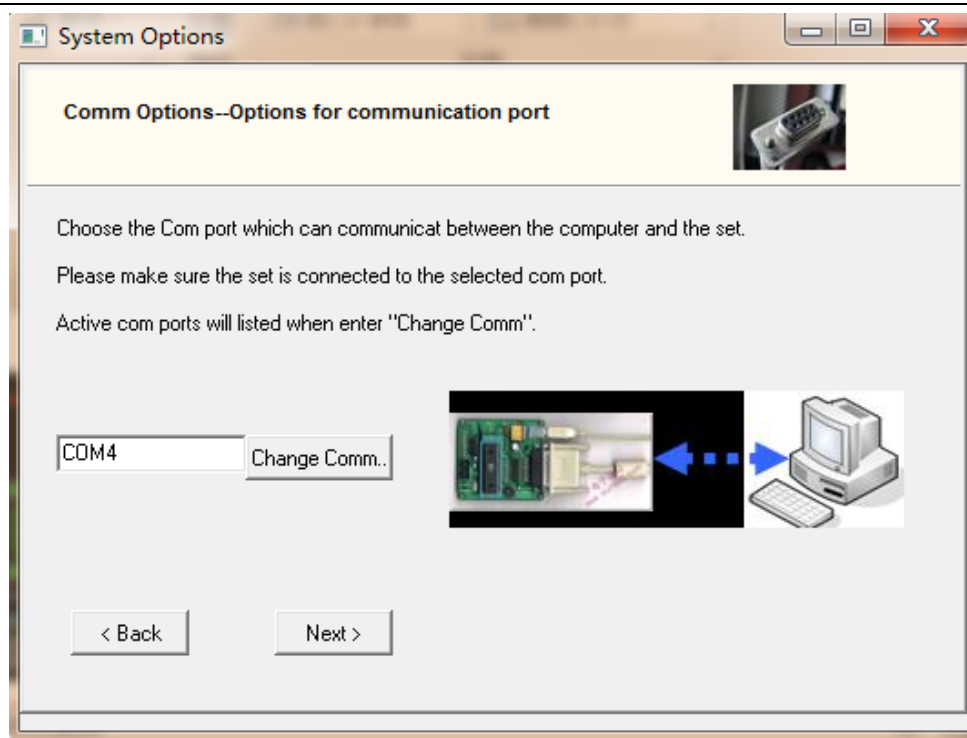 System Options
Comm Options--Options for communication port
Choose the Com port which can communicat between the computer and the set.
Please make sure the set is connected to the selected com port.
Active com ports will listed when enter "Change Comm".
COM4
Change Comm..
< Back
Next >